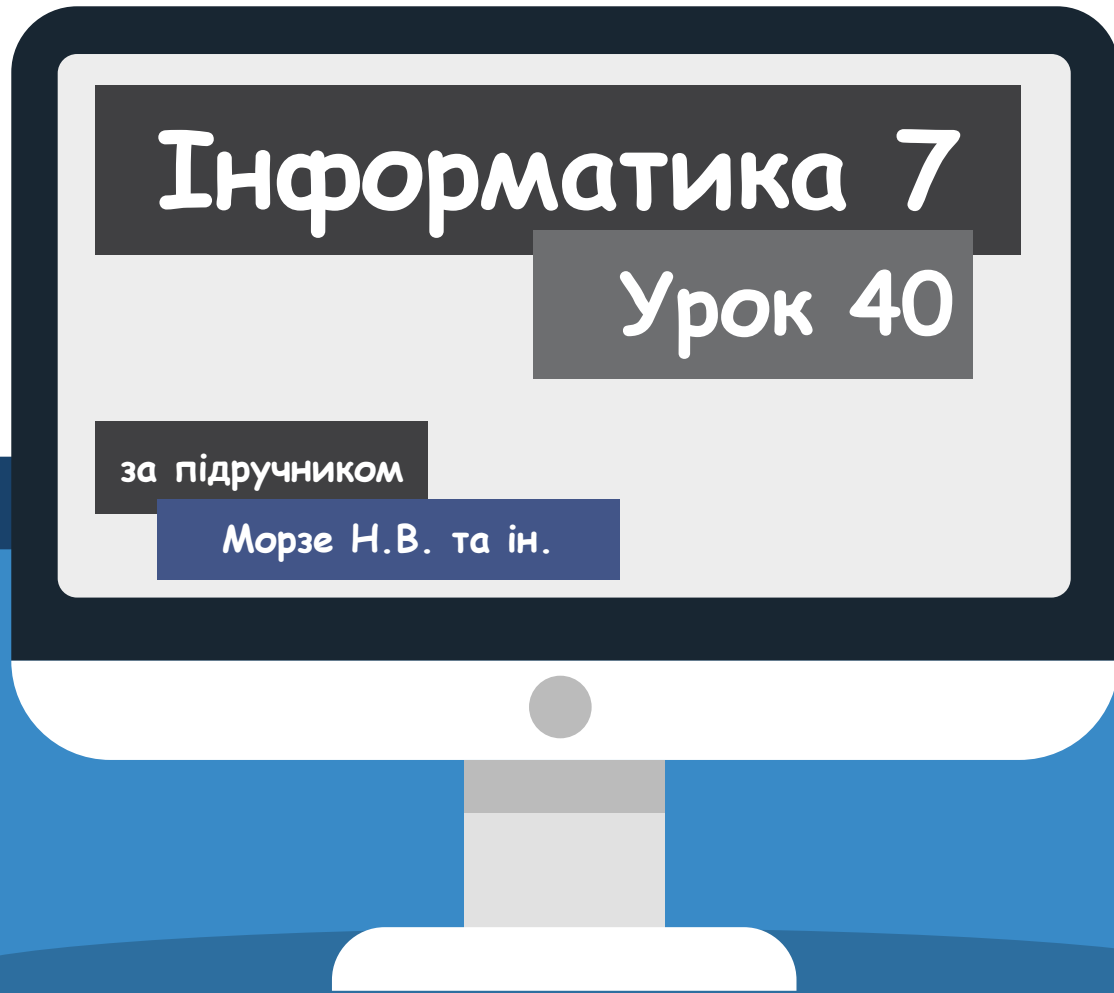 Інформатика 7
Урок 40
за підручником
Морзе Н.В. та ін.